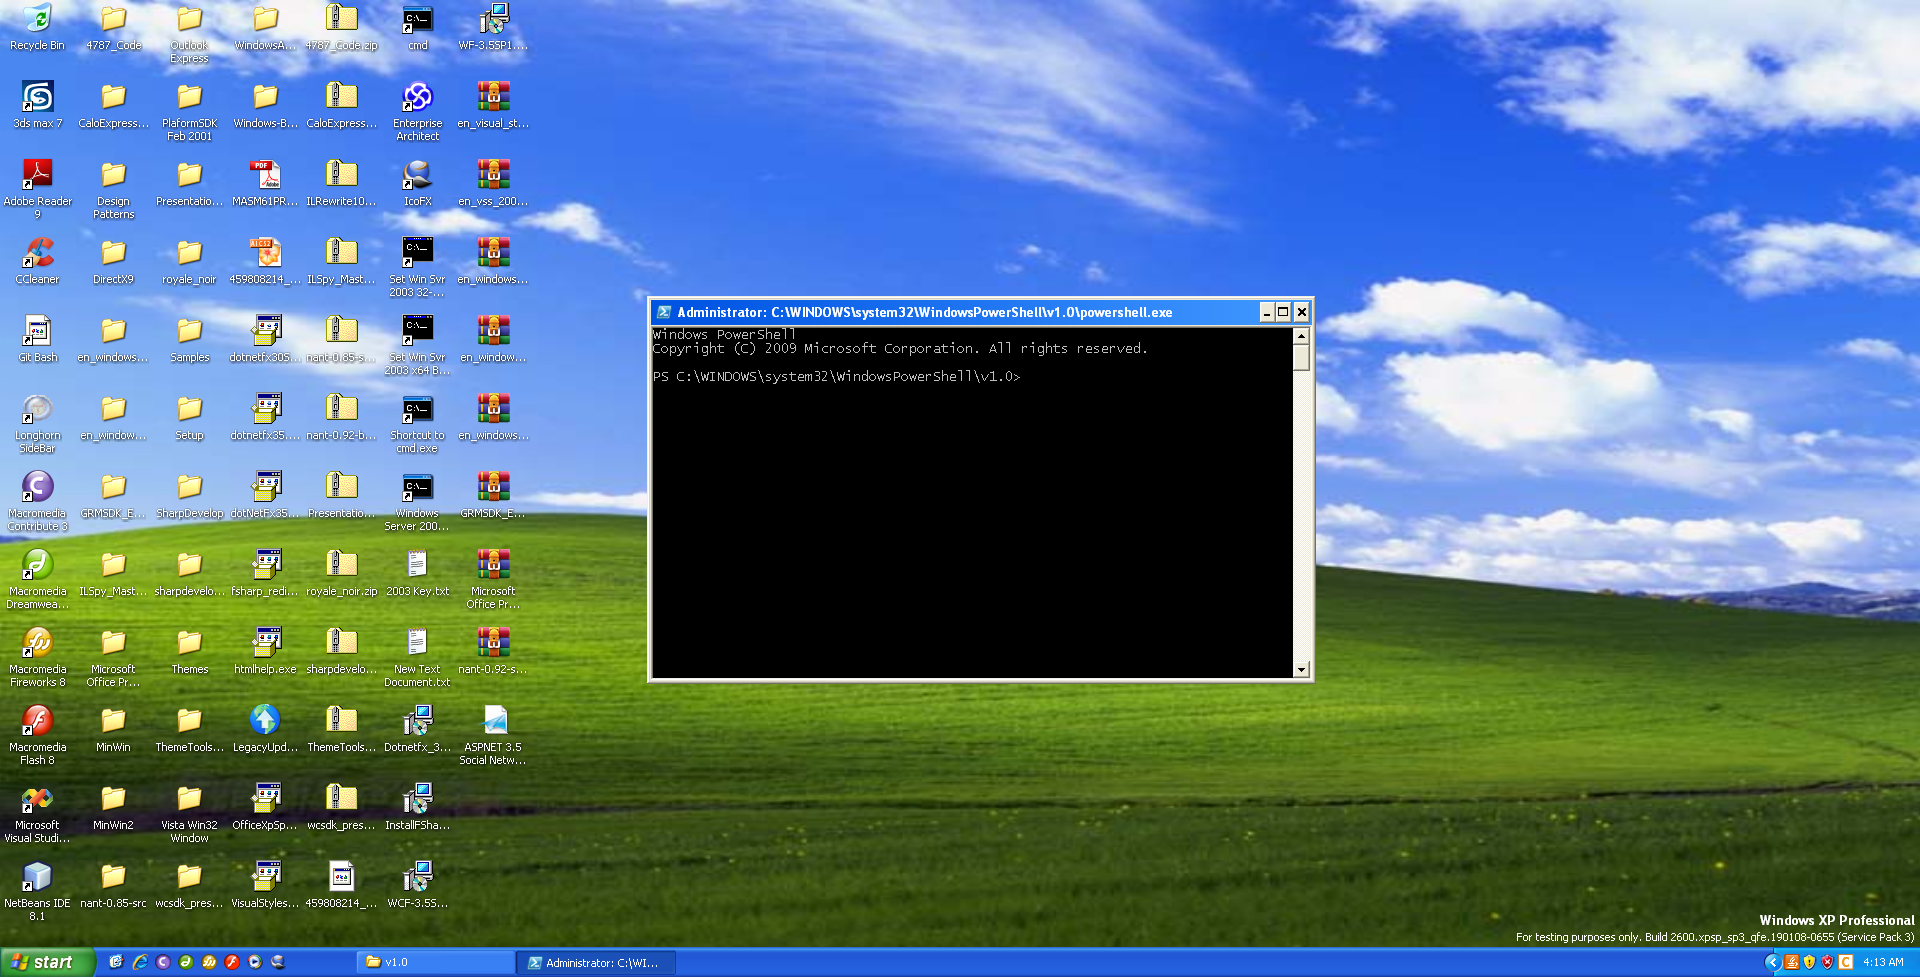 Recycle Bin
4787_Code
Outlook
Express
WindowsA...
4787_Code.zip
cmd
WF-3.5SP1....
3ds max 7
CaloExpress...
PlaformSDK
Feb 2001
Windows-B...
CaloExpress...
Enterprise
Architect
en_visual_st...
Adobe Reader
9
Design
Patterns
Presentatio...
MASM61PR...
ILRewrite10...
IcoFX
en_vss_200...
CCleaner
DirectX9
royale_noir
459808214_...
ILSpy_Mast...
Set Win Svr
2003 32-...
en_windows...
Git Bash
en_windows...
Samples
dotnetfx30S...
nant-0.85-s...
Set Win Svr
2003 x64 B...
en_window...
Longhorn
SideBar
en_window...
Setup
dotnetfx35....
nant-0.92-b...
Shortcut to
cmd.exe
en_windows...
Macromedia
Contribute 3
GRMSDK_E...
SharpDevelop
dotNetFx35...
Presentatio...
Windows
Server 200...
GRMSDK_E...
Macromedia
Dreamwea...
ILSpy_Mast...
sharpdevelo...
fsharp_redi...
royale_noir.zip
2003 Key.txt
Microsoft
Office Pr...
Macromedia
Fireworks 8
Microsoft
Office Pr...
Themes
htmlhelp.exe
sharpdevelo...
New Text
Document.txt
nant-0.92-s...
Macromedia
Flash 8
MinWin
ThemeTools...
LegacyUpd...
ThemeTools...
Dotnetfx_3...
ASPNET 3.5
Social Netw...
Microsoft
Visual Studi...
MinWin2
Vista Win32
Window
OfficeXpSp...
wcsdk_pres...
InstallFSha...
NetBeans IDE
8.1
nant-0.85-src
wcsdk_pres...
VisualStyles...
459808214_...
WCF-3.5S...
Administrator: C:\WINDOWS\system32\WindowsPowerShell\v1.0\powershell.exe
Windows PowerShell
Copyright (C) 2009 Microsoft Corporation. All rights reserved.
PS C:\WINDOWS\system32\WindowsPowerShell\v1.0>
Windows XP Professional
For testing purposes only. Build 2600.xpsp_sp3_qfe.190108-0655 (Service Pack 3)
start
v1.0
Administrator: C:\WI...
4:13 AM